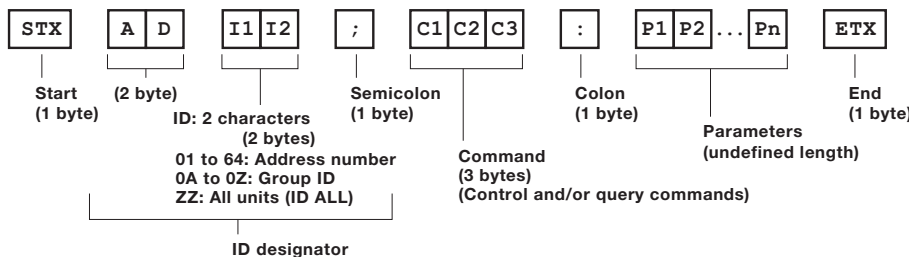 STX A D I1 I2 ; C1 C2 C3 : P1 P2 ... Pn ETX
Start
(1 byte)
(2 byte)
ID: 2 characters
(2 bytes)
01 to 64: Address number
0A to 0Z: Group ID
ZZ: All units (ID ALL)
ID designator
Semicolon
(1 byte)
Command
(3 bytes)
(Control and/or query commands)
Colon
(1 byte)
Parameters
(undefined length)
End
(1 byte)